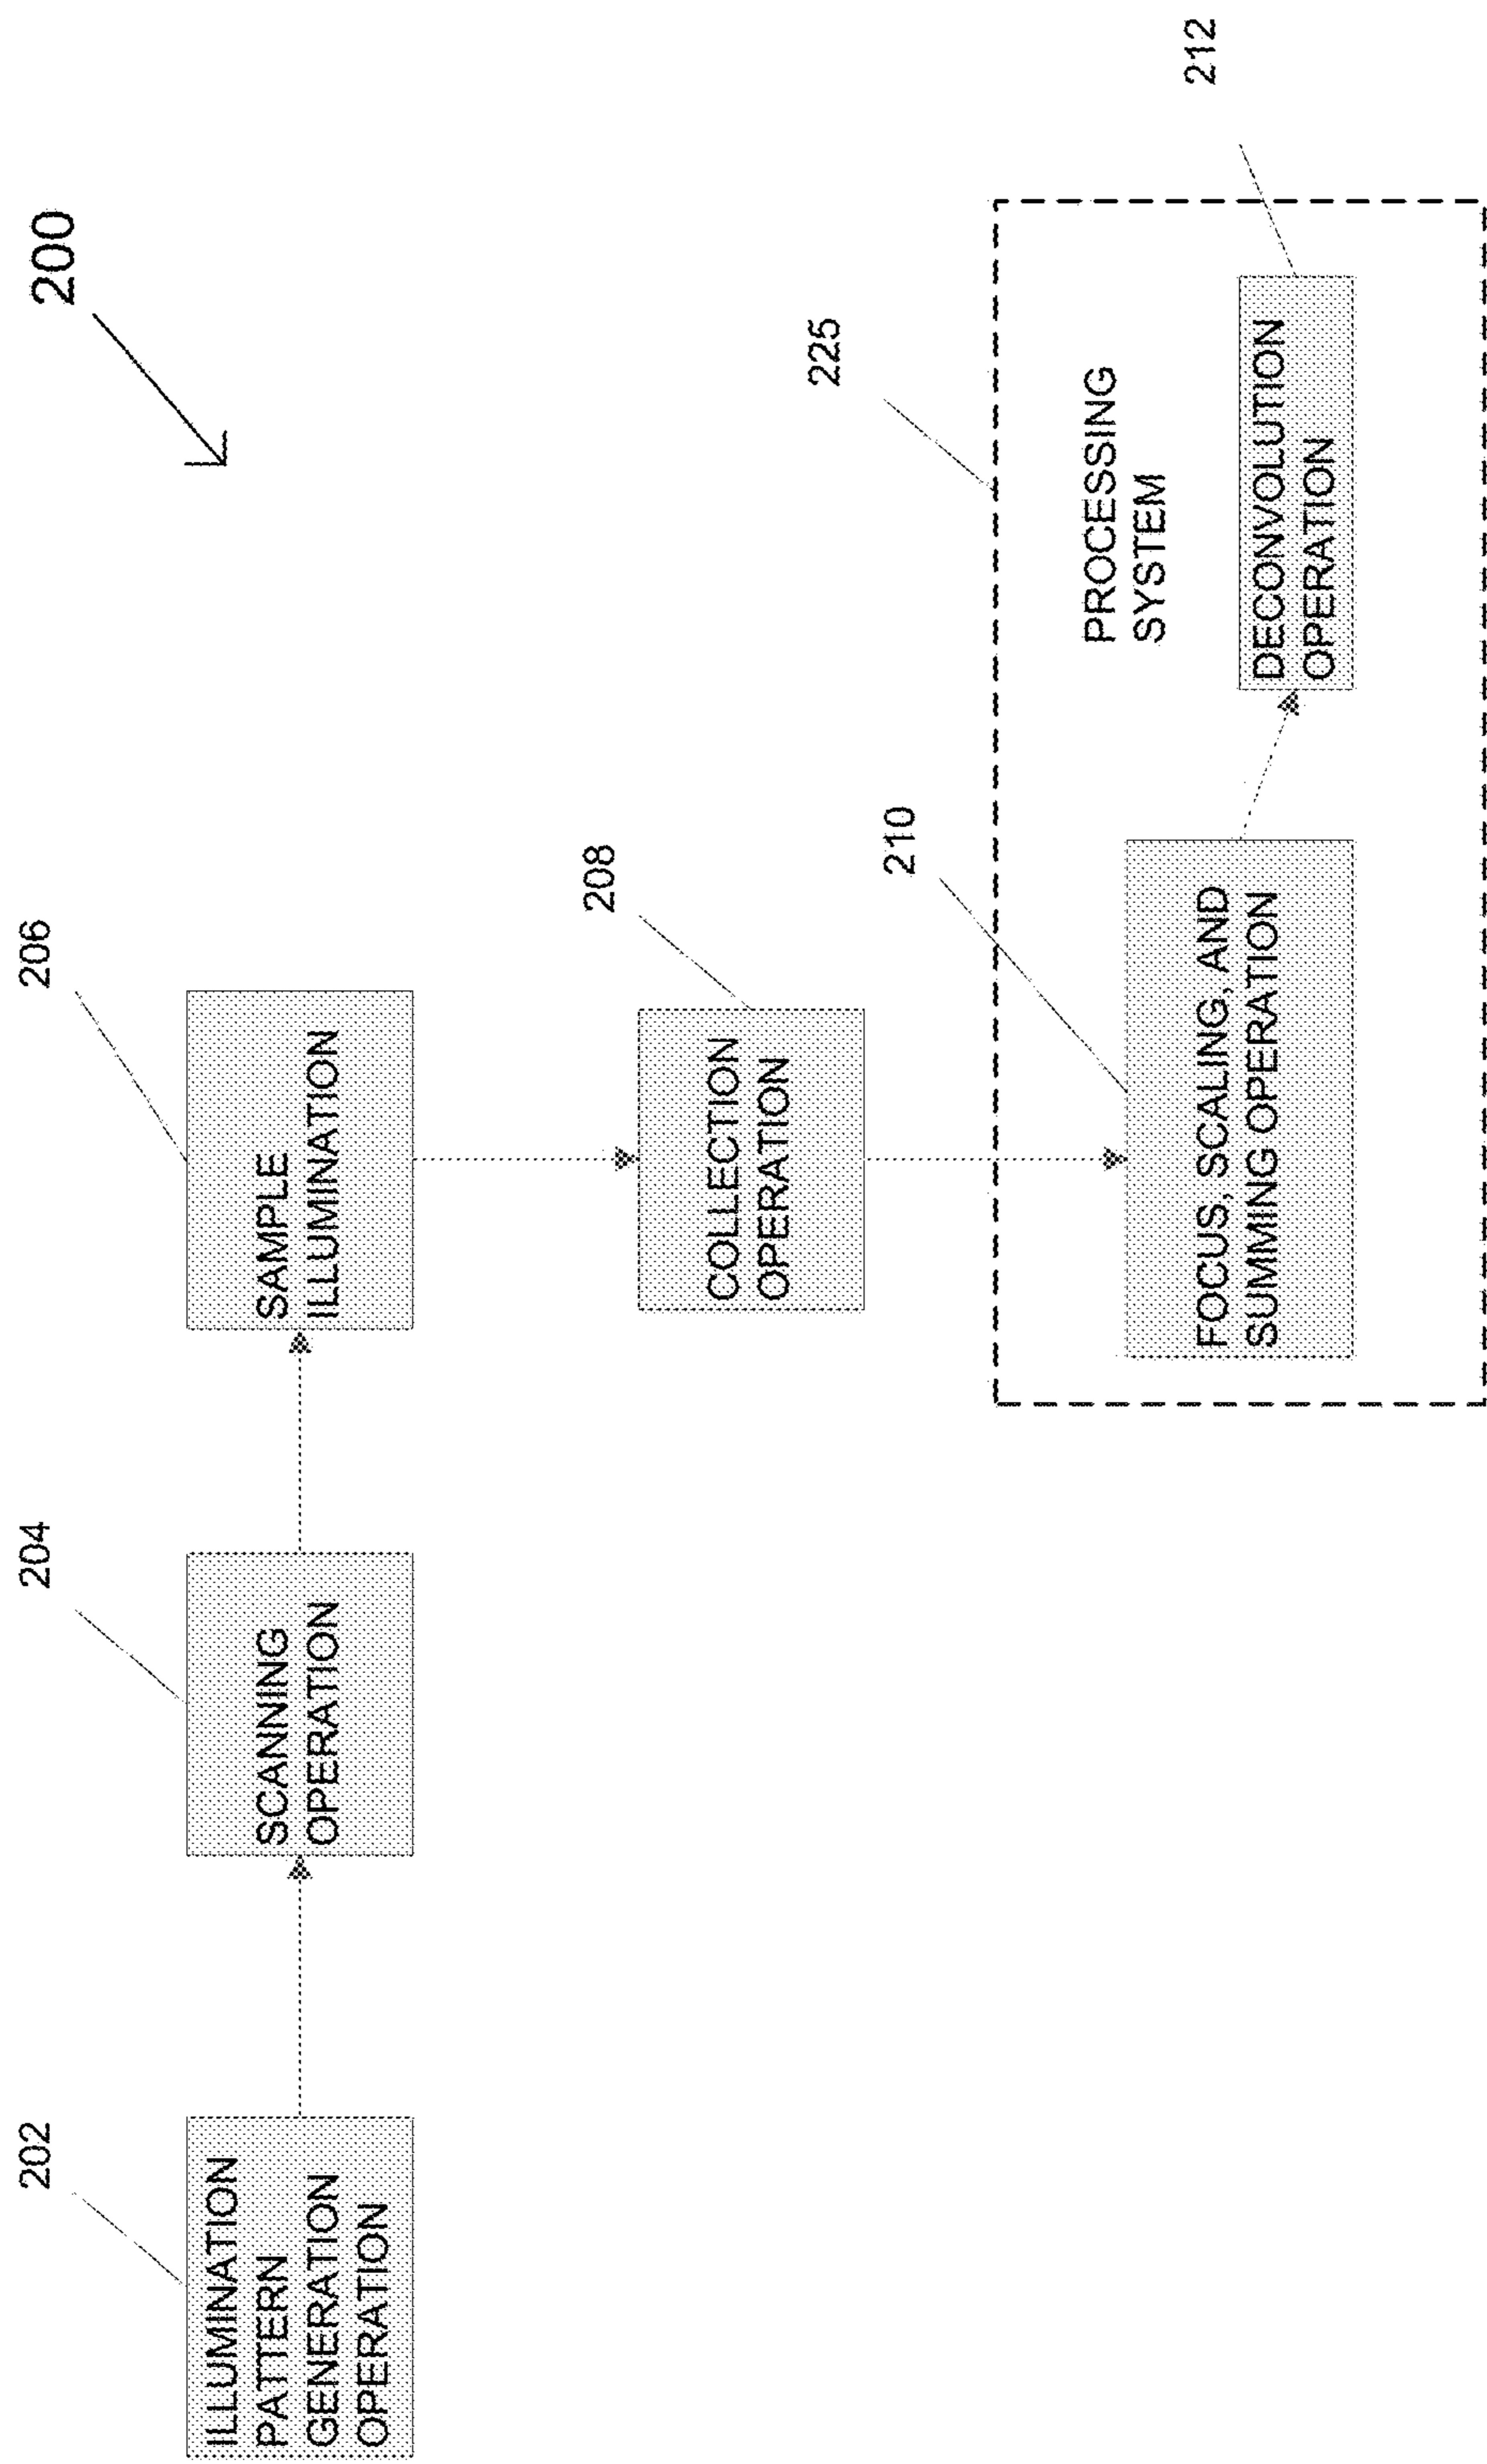 200
202
ILLUMINATION
PATTERN
GENERATION
OPERATION
204
SCANNING
OPERATION
206
SAMPLE
ILLUMINATION
208
COLLECTION
OPERATION
225
PROCESSING
SYSTEM
210
FOCUS, SCALING, AND
SUMMING OPERATION
212
DECONVOLUTION
OPERATION